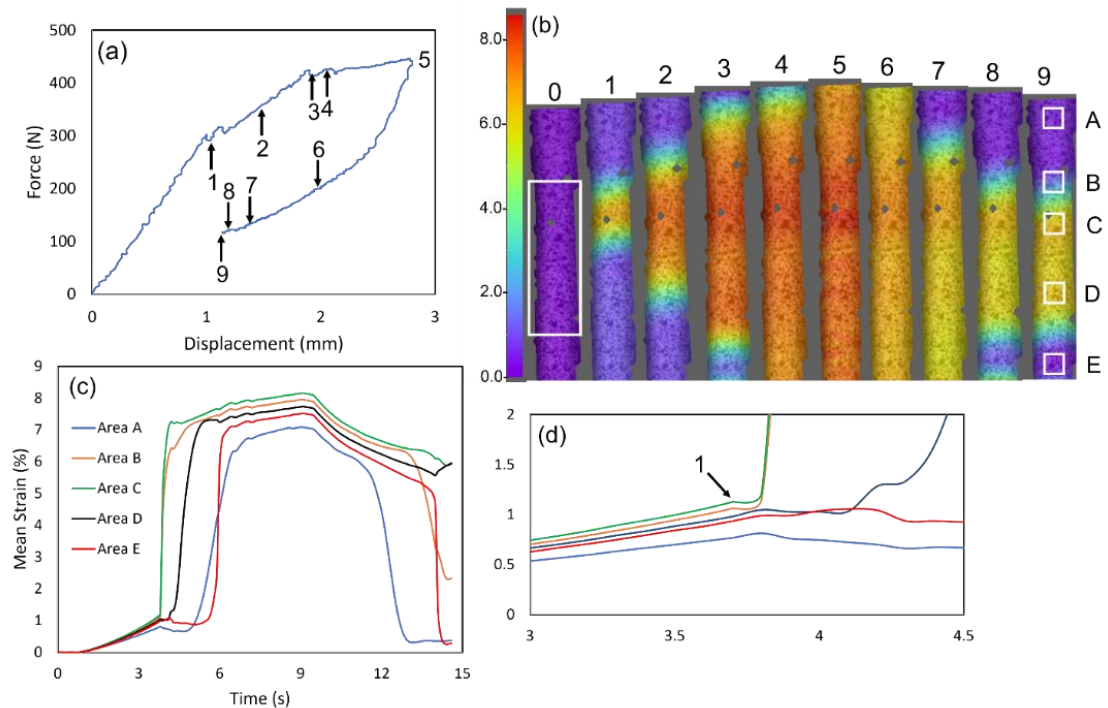 (a)
Force (N)
500
400
300
200
100
0
0 1 2 3
Displacement (mm)
1
2
34
5
6
7
8
9
(b)
8.0
6.0
4.0
2.0
0.0
0 1 2 3 4 5 6 7 8 9
A
B
C
D
E
(c)
Mean Strain (%)
9
8
7
6
5
4
3
2
1
0
Area A
Area B
Area C
Area D
Area E
0 3 6 9 12 15
Time (s)
(d)
2
1.5
1
0.5
0
1
3 3.5 4 4.5